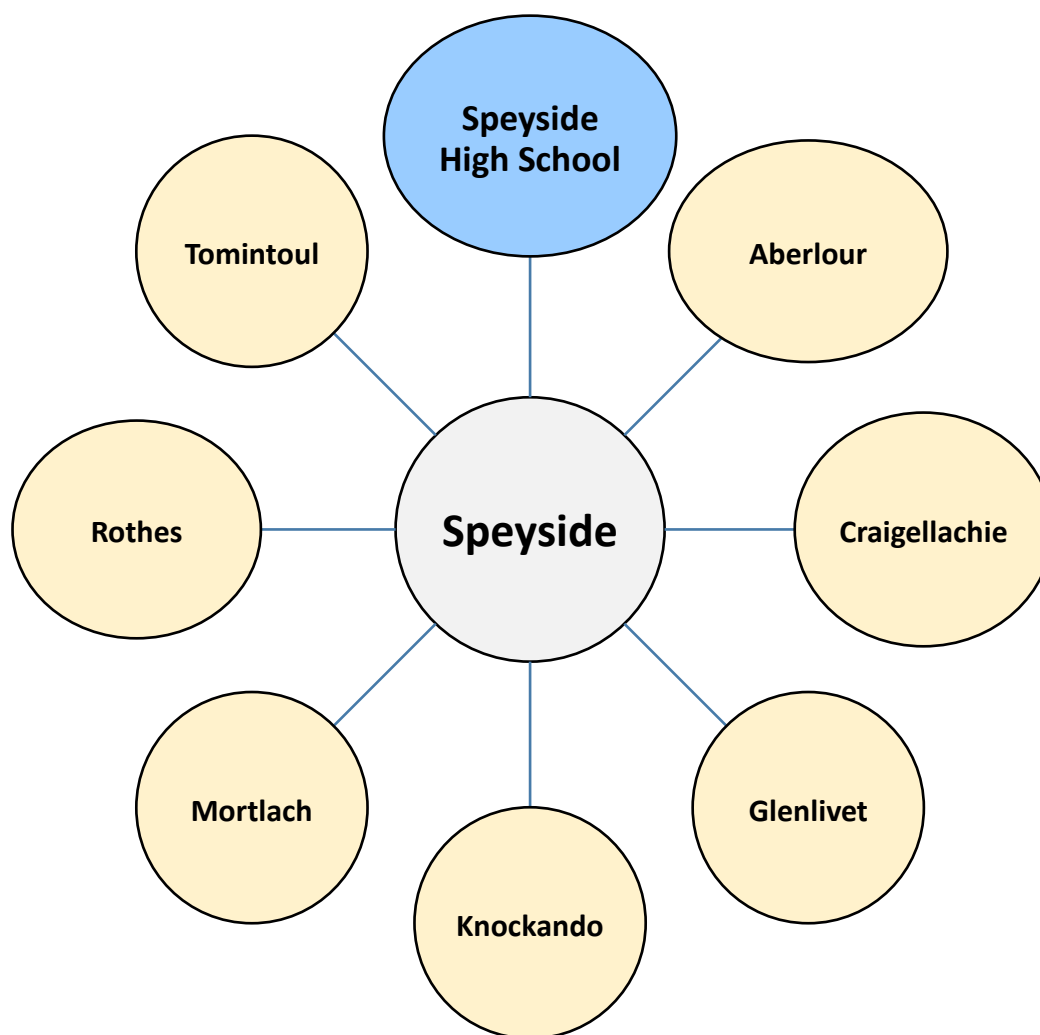 Speyside
High School
Tomintoul
Aberlour
Rothes
Speyside
Craigellachie
Mortlach
Glenlivet
Knockando